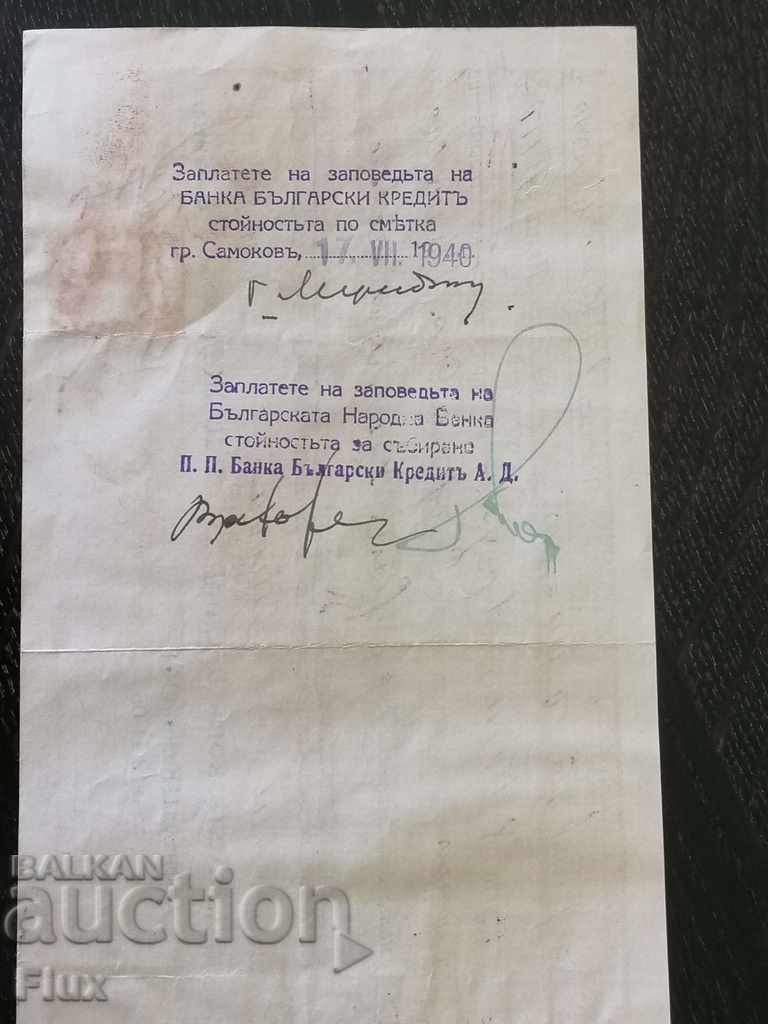 Заплатете на заповедьта на
БАНКА БЪЛГАРСКИ КРЕДИТЪ
стойностьта по смѣтка
гр. Самоковъ, 17. VII. 1940
Г.
Заплатете на заповедьта на
Българската Народна Банка
стойностьта за събиране
П. П. Банка Български Кредитъ А. Д.
BALKAN
auction
Flux